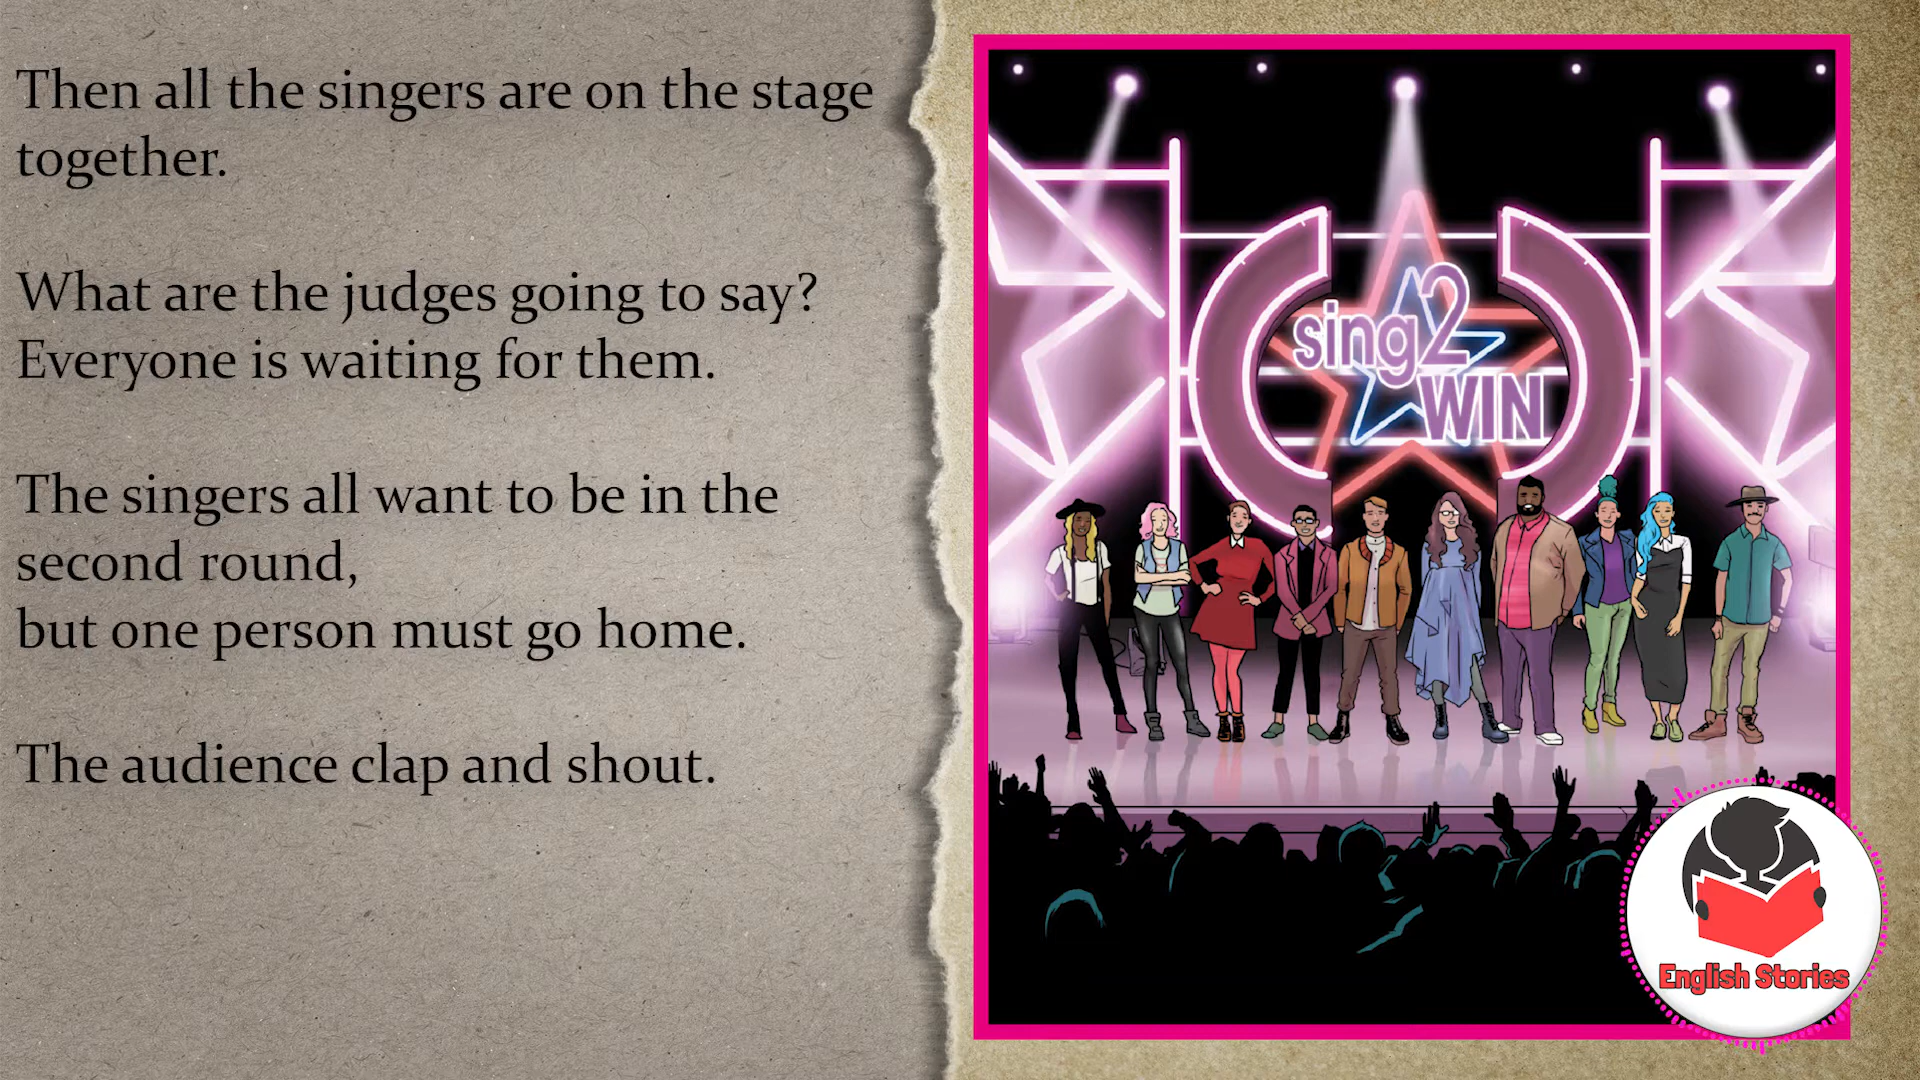 Then all the singers are on the stage
together.
What are the judges going to say?
Everyone is waiting for them.
The singers all want to be in the
second round,
but one person must go home.
The audience clap and shout.
sing2
WIN
English Stories